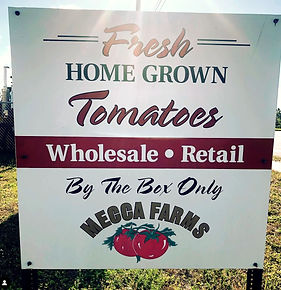 Fresh
HOME GROWN
Tomatoes
Wholesale • Retail
By The Box Only
MECCA FARMS